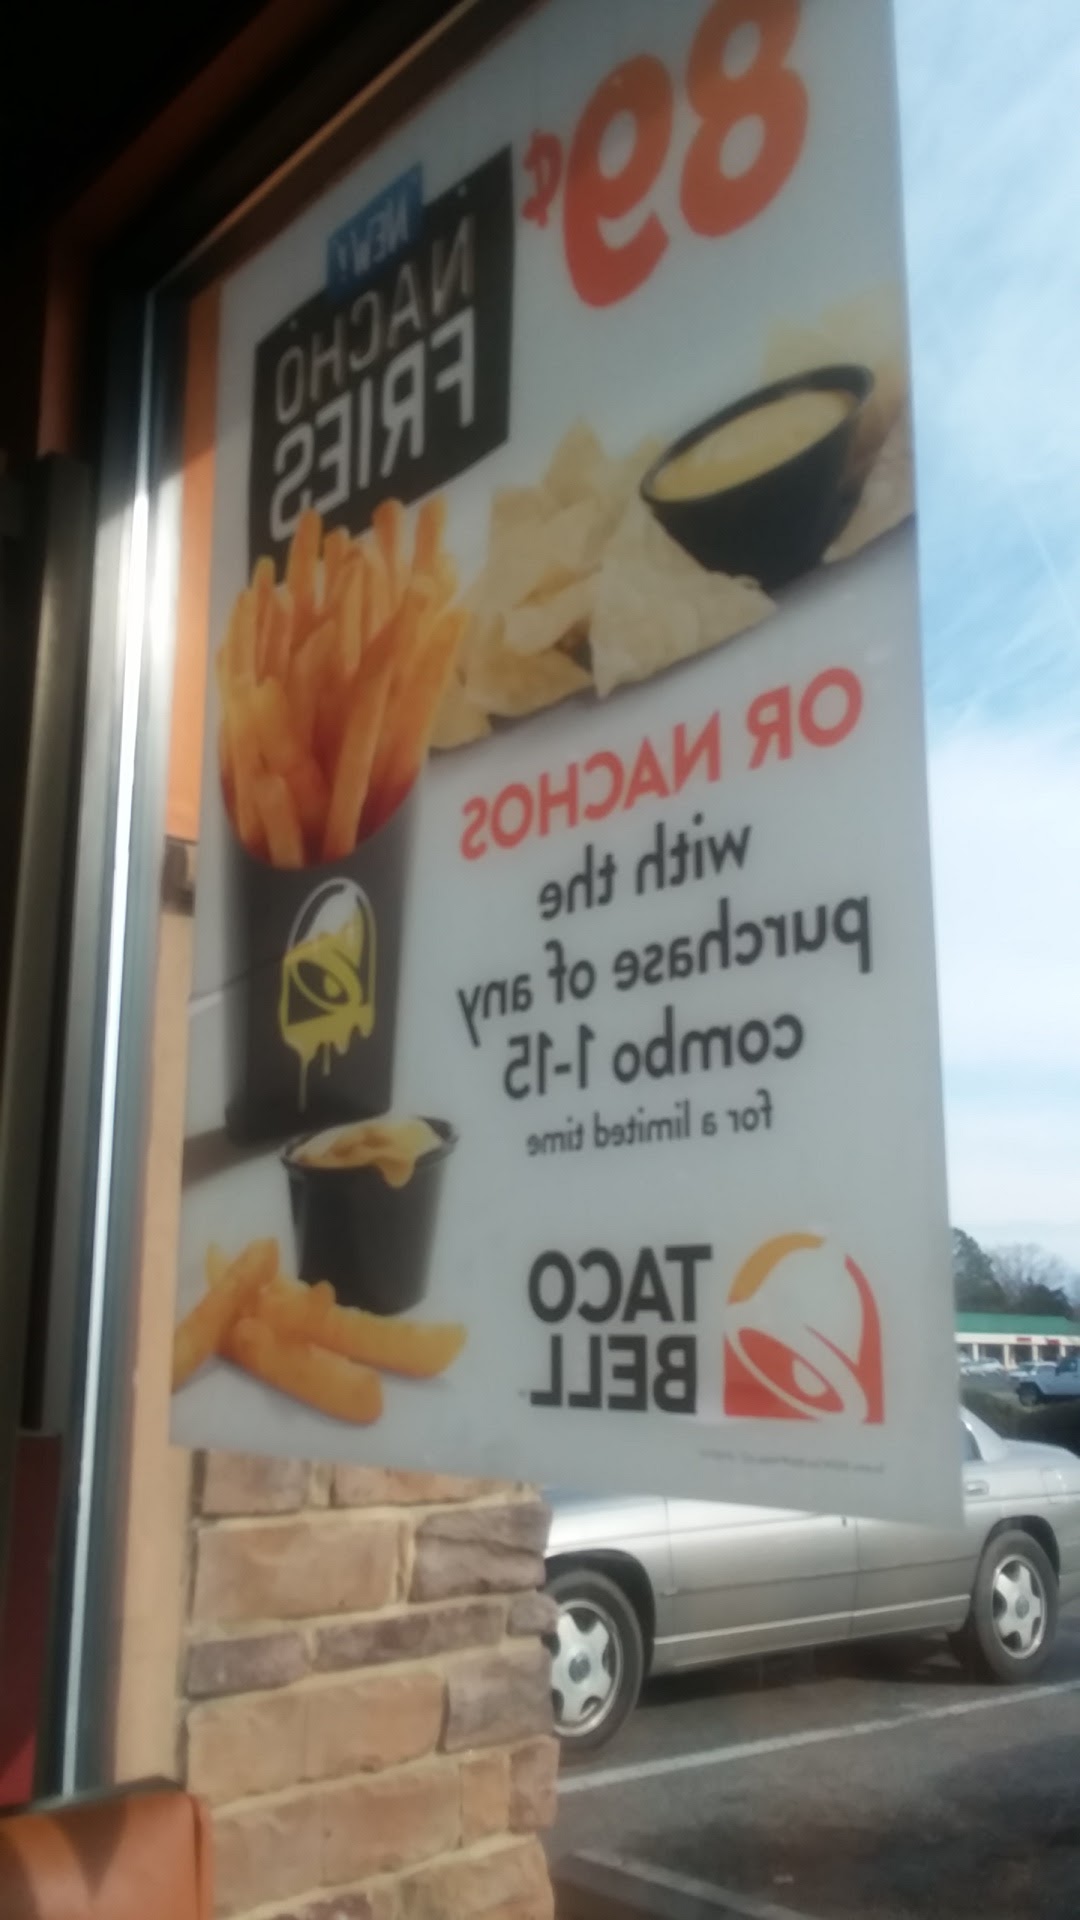 89¢
NEW!
NACHO
FRIES
OR NACHOS
with the
purchase of any
combo 1-15
for a limited time
TACO
BELL